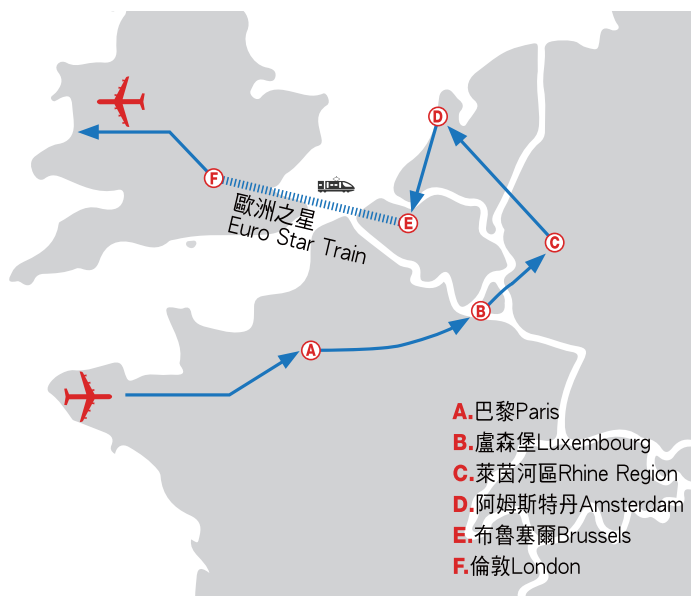 D
F
歐洲之星
Euro Star Train
E
C
B
A
A.巴黎Paris
B.盧森堡Luxembourg
C.萊茵河區Rhine Region
D.阿姆斯特丹Amsterdam
E.布魯塞爾Brussels
F.倫敦London